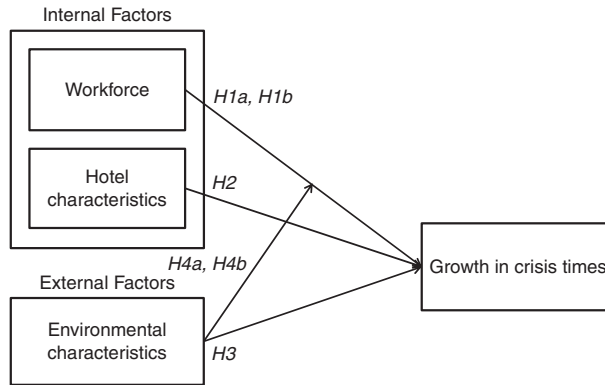 Internal Factors
Workforce
H1a, H1b
Hotel
characteristics
H2
Growth in crisis times
H4a, H4b
External Factors
Environmental
characteristics
H3